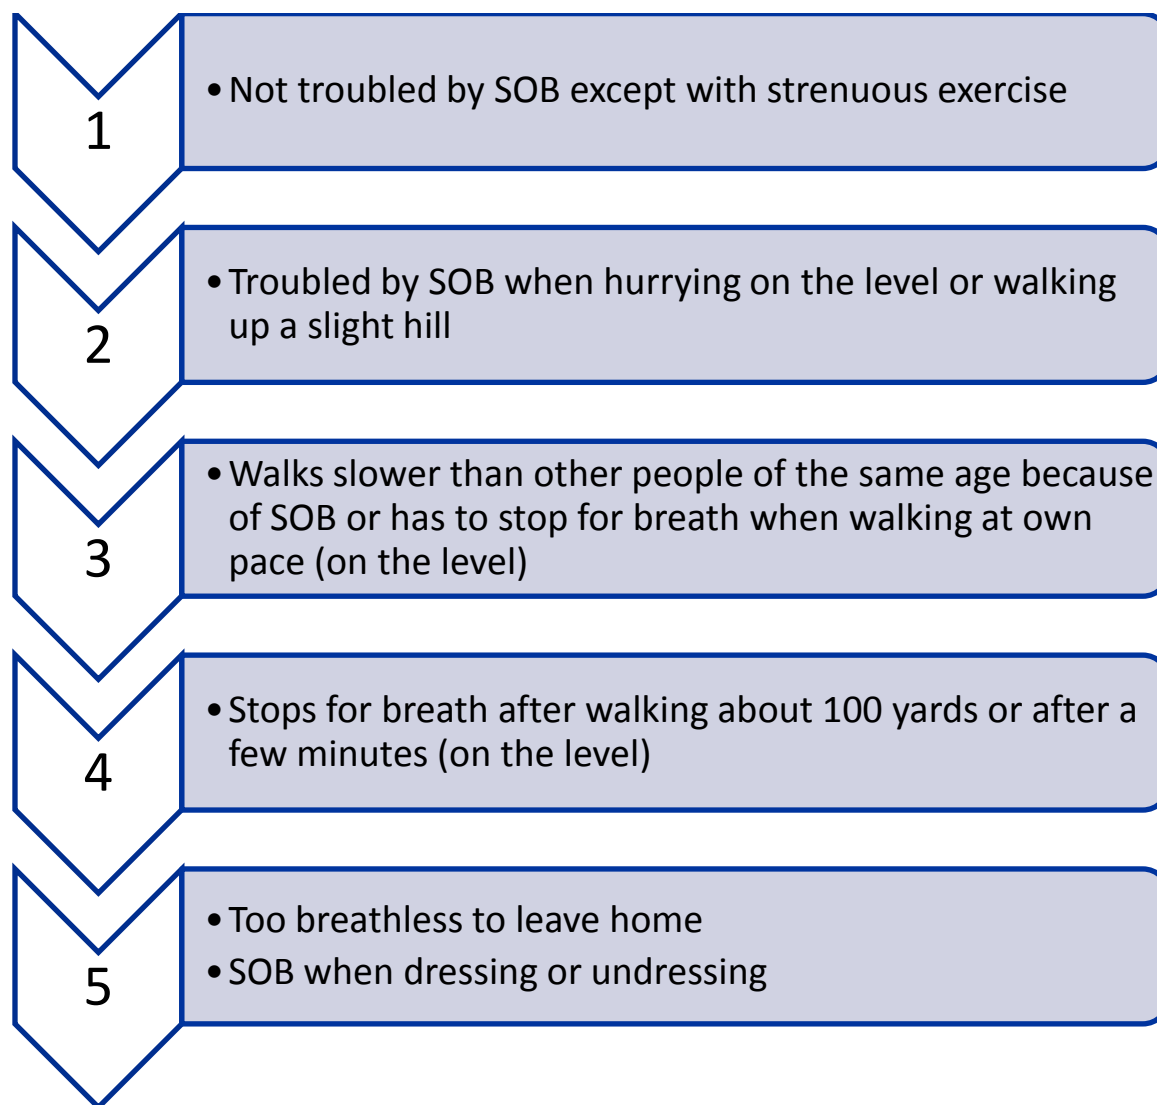 1
• Not troubled by SOB except with strenuous exercise
2
• Troubled by SOB when hurrying on the level or walking
up a slight hill
3
• Walks slower than other people of the same age because
of SOB or has to stop for breath when walking at own
pace (on the level)
4
• Stops for breath after walking about 100 yards or after a
few minutes (on the level)
5
• Too breathless to leave home
• SOB when dressing or undressing